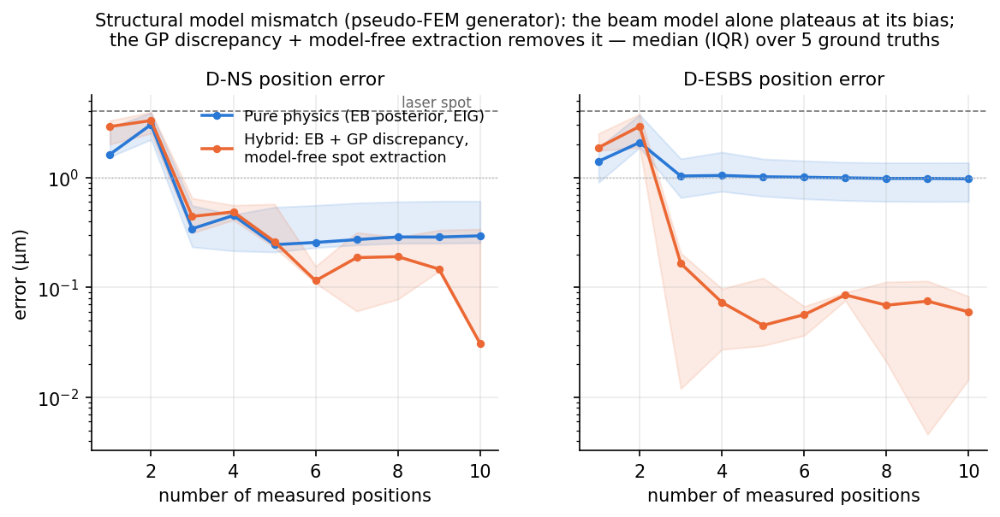 Structural model mismatch (pseudo-FEM generator): the beam model alone plateaus at its bias;
the GP discrepancy + model-free extraction removes it — median (IQR) over 5 ground truths
D-NS position error
D-ESBS position error
laser spot
Pure physics (EB posterior, EIG)
Hybrid: EB + GP discrepancy,
model-free spot extraction
error (µm)
10⁰
10⁻¹
10⁻²
2 4 6 8 10
2 4 6 8 10
number of measured positions
number of measured positions